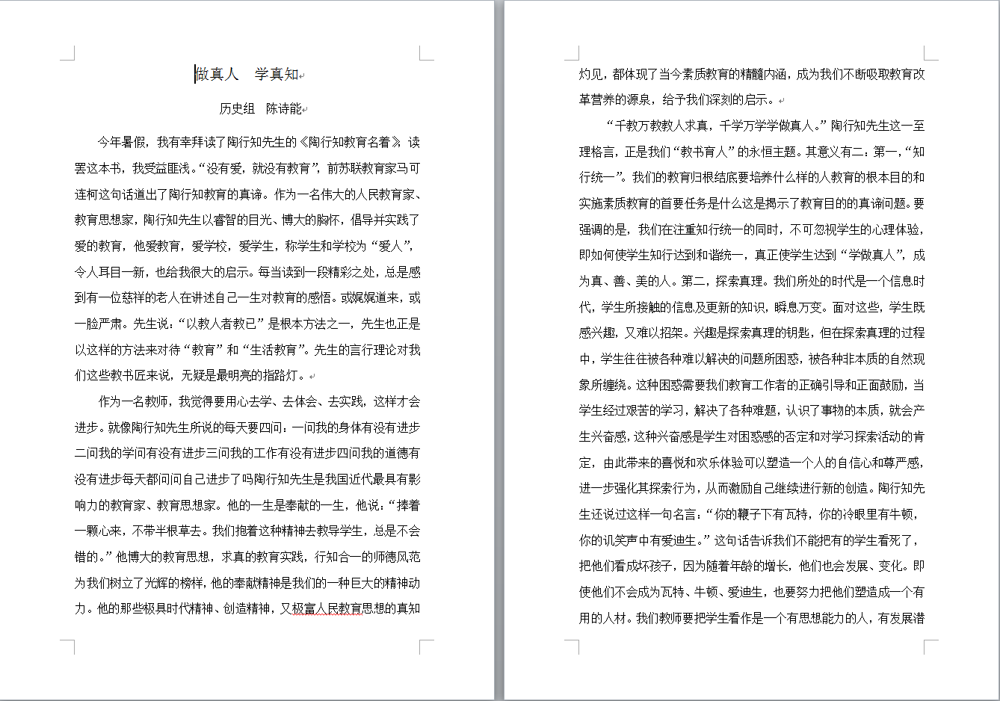 做真人　学真知
历史组　陈诗能
今年暑假，我有幸拜读了陶行知先生的《陶行知教育名着》，读
罢这本书，我受益匪浅。“没有爱，就没有教育”，前苏联教育家马可
连柯这句话道出了陶行知教育的真谛。作为一名伟大的人民教育家、
教育思想家，陶行知先生以睿智的目光、博大的胸怀，倡导并实践了
爱的教育，他爱教育，爱学校，爱学生，称学生和学校为“爱人”，
令人耳目一新，也给我很大的启示。每当读到一段精彩之处，总是感
到有一位慈祥的老人在讲述自己一生对教育的感悟。或娓娓道来，或
一脸严肃。先生说：“以教人者教己”是根本方法之一，先生也正是
以这样的方法来对待“教育”和“生活教育”。先生的言行理论对我
们这些教书匠来说，无疑是最明亮的指路灯。
作为一名教师，我觉得要用心去学、去体会、去实践，这样才会
进步。就像陶行知先生所说的每天要四问：一问我的身体有没有进步
二问我的学问有没有进步三问我的工作有没有进步四问我的道德有
没有进步每天都问问自己进步了吗陶行知先生是我国近代最具有影
响力的教育家、教育思想家。他的一生是奉献的一生，他说：“捧着
一颗心来，不带半根草去。我们抱着这种精神去教导学生，总是不会
错的。”他博大的教育思想，求真的教育实践，行知合一的师德风范
为我们树立了光辉的榜样，他的奉献精神是我们的一种巨大的精神动
力。他的那些极具时代精神、创造精神，又极富人民教育思想的真知
灼见，都体现了当今素质教育的精髓内涵，成为我们不断吸取教育改
革营养的源泉，给予我们深刻的启示。
“千教万教教人求真，千学万学学做真人。”陶行知先生这一至
理格言，正是我们“教书育人”的永恒主题。其意义有二：第一，“知
行统一”。我们的教育归根结底要培养什么样的人教育的根本目的和
实施素质教育的首要任务是什么这是揭示了教育目的的真谛问题。要
强调的是，我们在注重知行统一的同时，不可忽视学生的心理体验，
即如何使学生知行达到和谐统一，真正使学生达到“学做真人”，成
为真、善、美的人。第二，探索真理。我们所处的时代是一个信息时
代，学生所接触的信息及更新的知识，瞬息万变。面对这些，学生既
感兴趣，又难以招架。兴趣是探索真理的钥匙，但在探索真理的过程
中，学生往往被各种难以解决的问题所困惑，被各种非本质的自然现
象所缠绕。这种困惑需要我们教育工作者的正确引导和正面鼓励，当
学生经过艰苦的学习，解决了各种难题，认识了事物的本质，就会产
生兴奋感，这种兴奋感是学生对困惑感的否定和对学习探索活动的肯
定，由此带来的喜悦和欢乐体验可以塑造一个人的自信心和尊严感，
进一步强化其探索行为，从而激励自己继续进行新的创造。陶行知先
生还说过这样一句名言：“你的鞭子下有瓦特，你的冷眼里有牛顿，
你的讥笑声中有爱迪生。”这句话告诉我们不能把有的学生看死了，
把他们看成坏孩子，因为随着年龄的增长，他们也会发展、变化。即
使他们不会成为瓦特、牛顿、爱迪生，也要努力把他们塑造成一个有
用的人材。我们教师要把学生看作是一个有思想能力的人，有发展潜